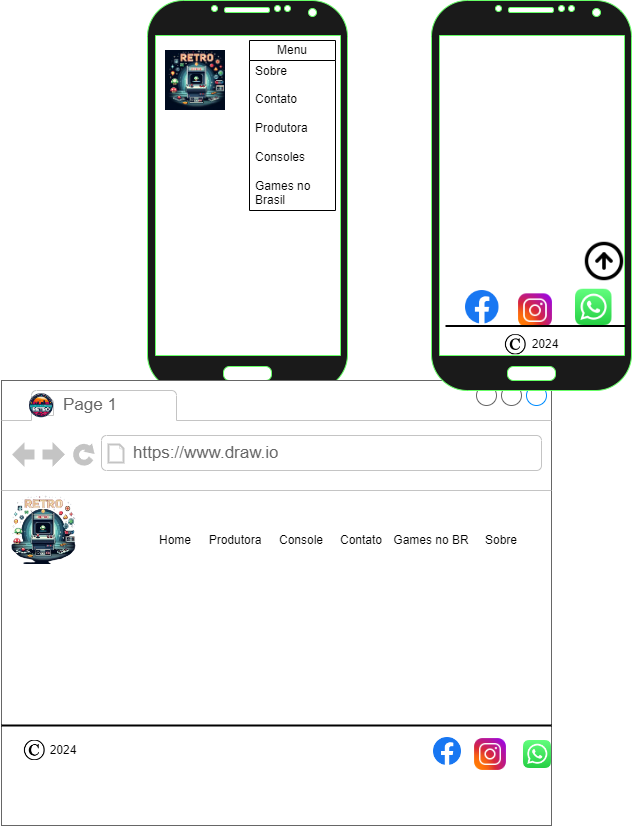 RETRO
Menu
Sobre
Contato
Produtora
Consoles
Games no
Brasil
© 2024
RETRO
Page 1
https://www.draw.io
RETRO
Home Produtora Console Contato Games no BR Sobre
© 2024